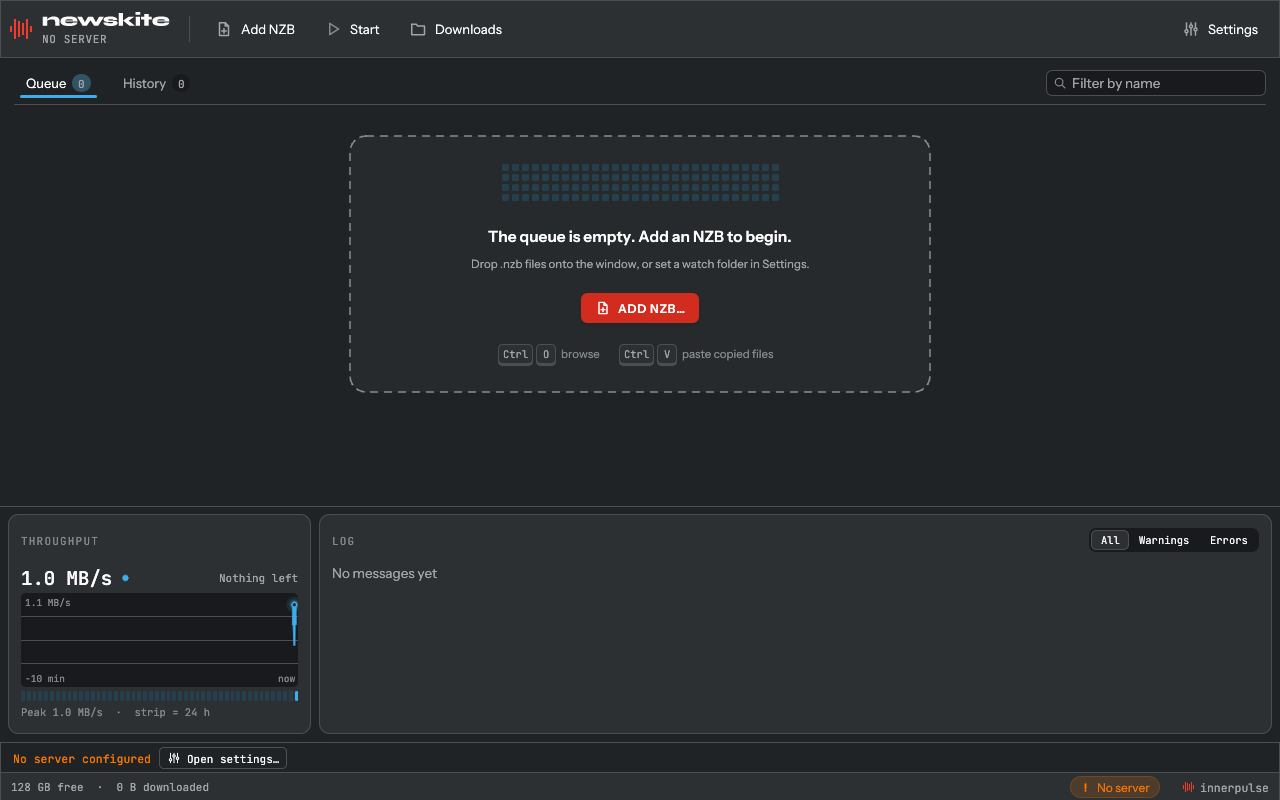 newskite
NO SERVER
Add NZB
Start
Downloads
Settings
Queue 0
History 0
Filter by name
The queue is empty. Add an NZB to begin.
Drop .nzb files onto the window, or set a watch folder in Settings.
ADD NZB…
Ctrl O browse Ctrl V paste copied files
THROUGHPUT
1.0 MB/s
Nothing left
1.1 MB/s
-10 min
now
Peak 1.0 MB/s · strip = 24 h
LOG
All
Warnings
Errors
No messages yet
No server configured
Open settings…
128 GB free · 0 B downloaded
! No server
innerpulse